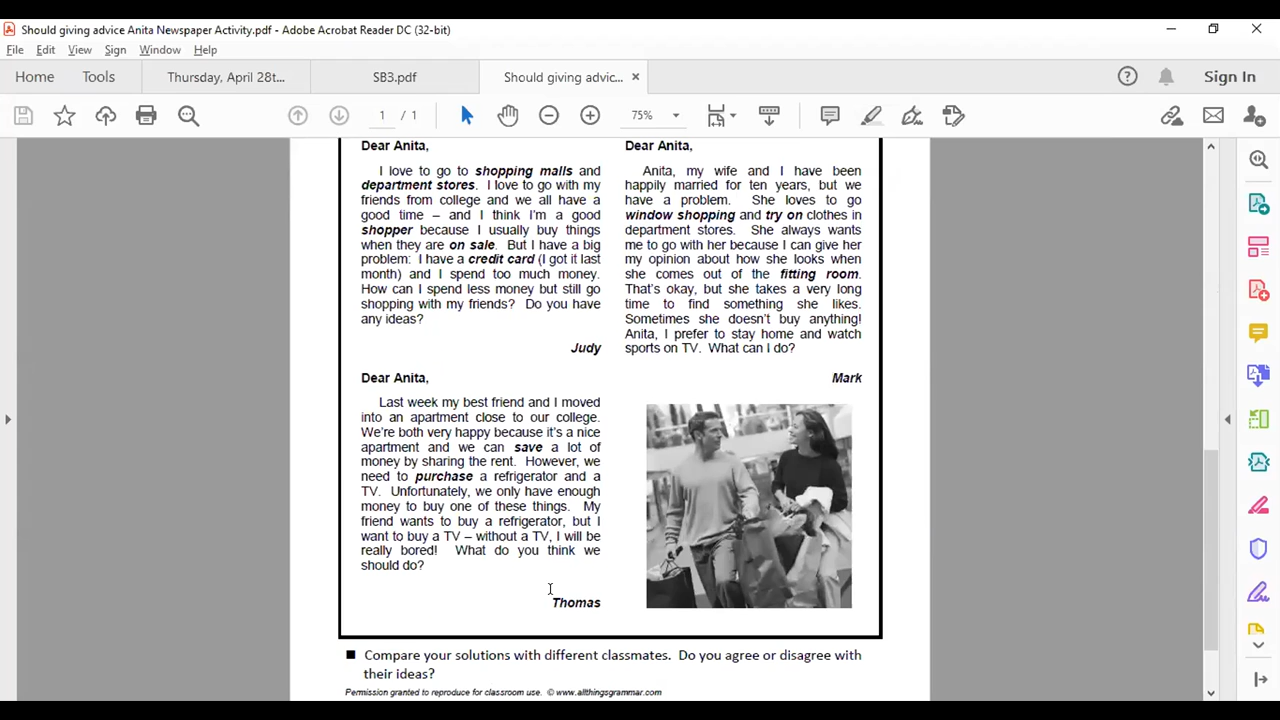 Should giving advice Anita Newspaper Activity.pdf - Adobe Acrobat Reader DC (32-bit)
File Edit View Sign Window Help
Home Tools Thursday, April 28t... SB3.pdf Should giving advic... × Sign In
1 / 1 75%
Dear Anita,
I love to go to shopping malls and
department stores. I love to go with my
friends from college and we all have a
good time – and I think I'm a good
shopper because I usually buy things
when they are on sale. But I have a big
problem: I have a credit card (I got it last
month) and I spend too much money.
How can I spend less money but still go
shopping with my friends? Do you have
any ideas?
Judy
Dear Anita,
Last week my best friend and I moved
into an apartment close to our college.
We're both very happy because it's a nice
apartment and we can save a lot of
money by sharing the rent. However, we
need to purchase a refrigerator and a
TV. Unfortunately, we only have enough
money to buy one of these things. My
friend wants to buy a refrigerator, but I
want to buy a TV – without a TV, I will be
really bored! What do you think we
should do?
Thomas
Dear Anita,
Anita, my wife and I have been
happily married for ten years, but we
have a problem. She loves to go
window shopping and try on clothes in
department stores. She always wants
me to go with her because I can give her
my opinion about how she looks when
she comes out of the fitting room.
That's okay, but she takes a very long
time to find something she likes.
Sometimes she doesn't buy anything!
Anita, I prefer to stay home and watch
sports on TV. What can I do?
Mark
■ Compare your solutions with different classmates. Do you agree or disagree with
their ideas?
Permission granted to reproduce for classroom use. © www.allthingsgrammar.com